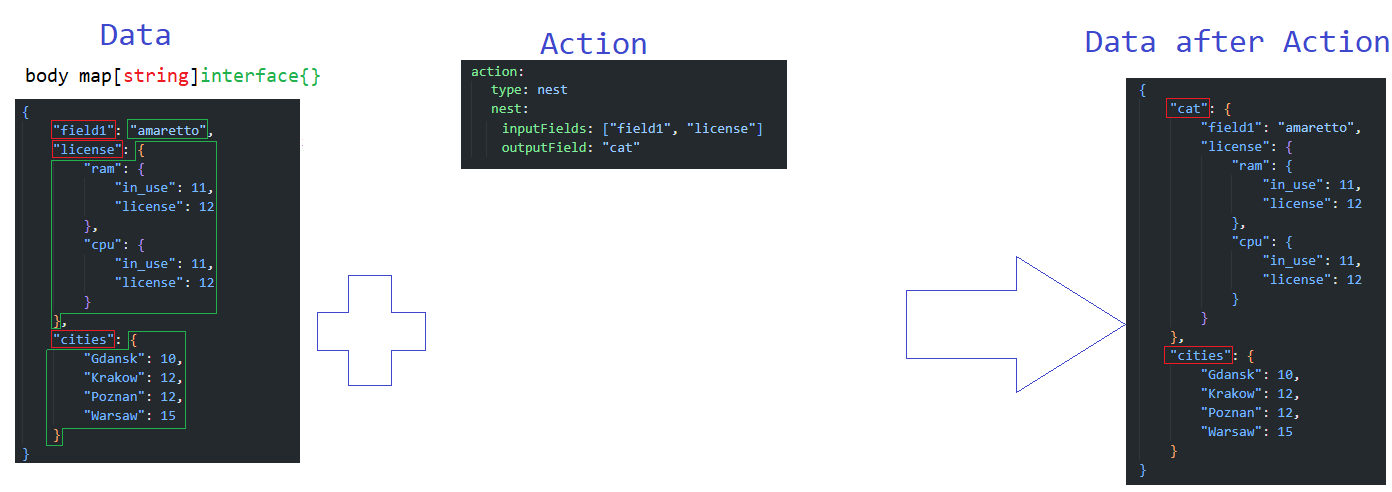 Data
body map[string]interface{}
{
"field1": "amaretto",
"license": {
"ram": {
"in_use": 11,
"license": 12
},
"cpu": {
"in_use": 11,
"license": 12
}
},
"cities": {
"Gdansk": 10,
"Krakow": 12,
"Poznan": 12,
"Warsaw": 15
}
}
Action
action:
type: nest
nest:
inputFields: ["field1", "license"]
outputField: "cat"
Data after Action
{
"cat": {
"field1": "amaretto",
"license": {
"ram": {
"in_use": 11,
"license": 12
},
"cpu": {
"in_use": 11,
"license": 12
}
}
},
"cities": {
"Gdansk": 10,
"Krakow": 12,
"Poznan": 12,
"Warsaw": 15
}
}